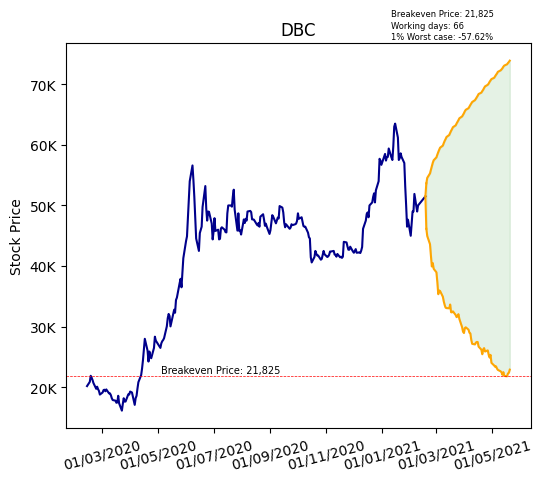 Breakeven Price: 21,825
Working days: 66
1% Worst case: -57.62%
DBC
Stock Price
70K
60K
50K
40K
30K
20K
Breakeven Price: 21,825
01/03/2020
01/05/2020
01/07/2020
01/09/2020
01/11/2020
01/01/2021
01/03/2021
01/05/2021